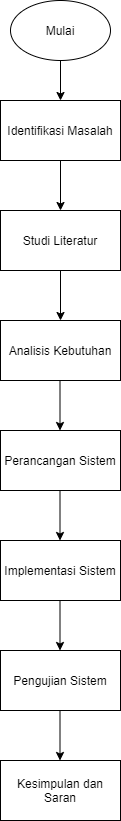 Mulai
Identifikasi Masalah
Studi Literatur
Analisis Kebutuhan
Perancangan Sistem
Implementasi Sistem
Pengujian Sistem
Kesimpulan dan
Saran